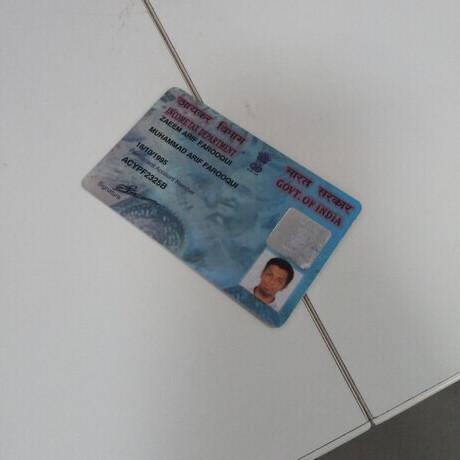 आयकर विभाग
INCOME TAX DEPARTMENT
भारत सरकार
GOVT. OF INDIA
ZAEEM ARIF FAROOQUI
MUHAMMAD ARIF FAROOQUI
16/10/1995
Permanent Account Number
ACYPF2325B
Signature